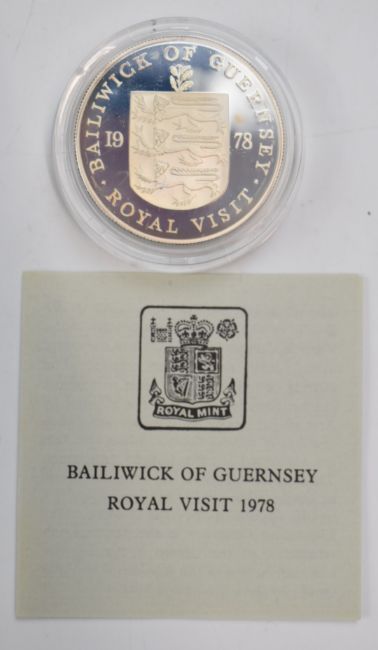 BAILIWICK OF GUERNSEY
19 78
ROYAL VISIT
ROYAL MINT
BAILIWICK OF GUERNSEY
ROYAL VISIT 1978